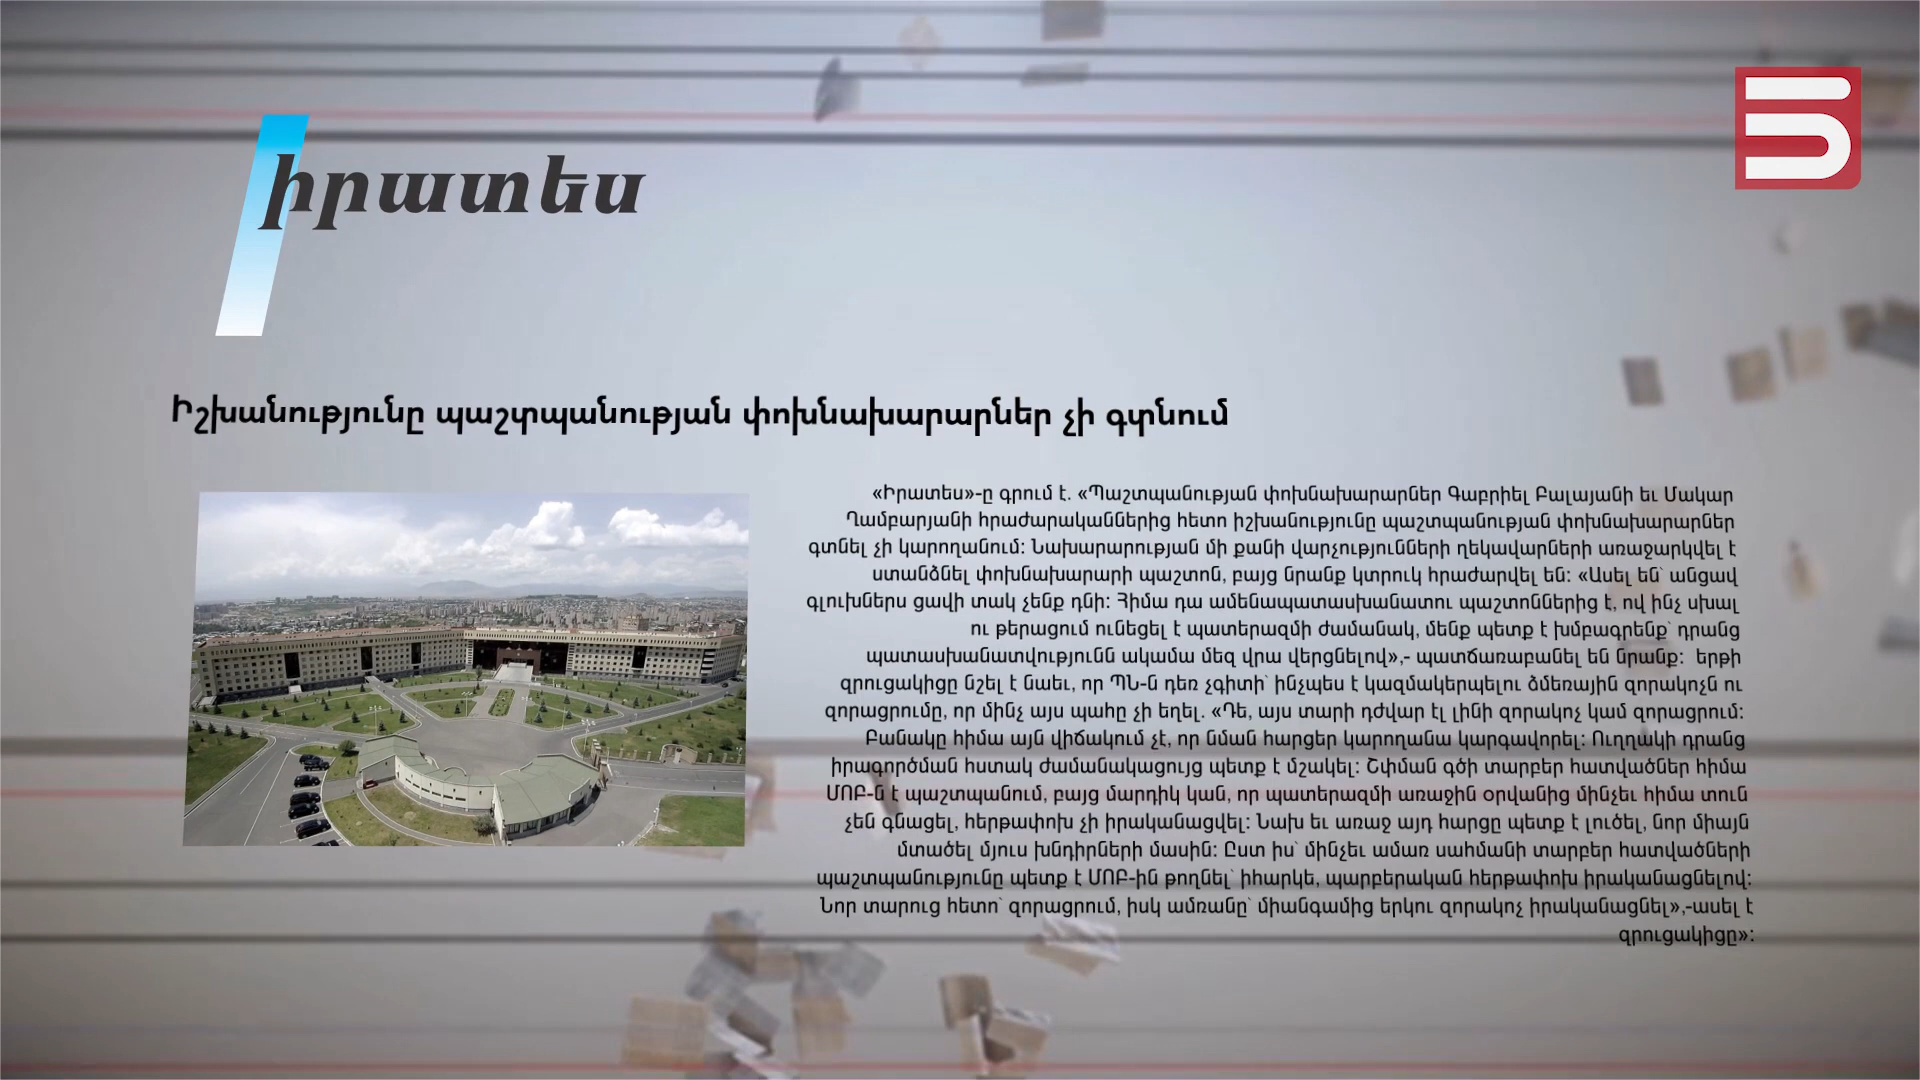 իրատես
5
Իշխանությունը պաշտպանության փոխնախարարներ չի գտնում
«Իրատես»-ը գրում է. «Պաշտպանության փոխնախարարներ Գաբրիել Բալայանի եւ Մակար
Ղամբարյանի հրաժարականներից հետո իշխանությունը պաշտպանության փոխնախարարներ
գտնել չի կարողանում: Նախարարության մի քանի վարչությունների ղեկավարների առաջարկվել է
ստանձնել փոխնախարարի պաշտոն, բայց նրանք կտրուկ հրաժարվել են: «Ասել են՝ անցավ
գլուխներս ցավի տակ չենք դնի: Հիմա դա ամենապատասխանատու պաշտոններից է, ով ինչ սխալ
ու թերացում ունեցել է պատերազմի ժամանակ, մենք պետք է խմբագրենք՝ դրանց
պատասխանատվությունն ակամա մեզ վրա վերցնելով»,- պատճառաբանել են նրանք:  երթի
զրուցակիցը նշել է նաեւ, որ ՊՆ-ն դեռ չգիտի՝ ինչպես է կազմակերպելու ձմեռային զորակոչն ու
զորացրումը, որ մինչ այս պահը չի եղել. «Դե, այս տարի դժվար էլ լինի զորակոչ կամ զորացրում:
Բանակը հիմա այն վիճակում չէ, որ նման հարցեր կարողանա կարգավորել: Ուղղակի դրանց
իրագործման հստակ ժամանակացույց պետք է մշակել: Շփման գծի տարբեր հատվածներ հիմա
ՄՈԲ-ն է պաշտպանում, բայց մարդիկ կան, որ պատերազմի առաջին օրվանից մինչեւ հիմա տուն
չեն գնացել, հերթափոխ չի իրականացվել: Նախ եւ առաջ այդ հարցը պետք է լուծել, նոր միայն
մտածել մյուս խնդիրների մասին: Ըստ իս՝ մինչեւ ամառ սահմանի տարբեր հատվածների
պաշտպանությունը պետք է ՄՈԲ-ին թողնել՝ իհարկե, պարբերական հերթափոխ իրականացնելով:
Նոր տարուց հետո՝ զորացրում, իսկ ամռանը՝ միանգամից երկու զորակոչ իրականացնել»,-ասել է
զրուցակիցը»: